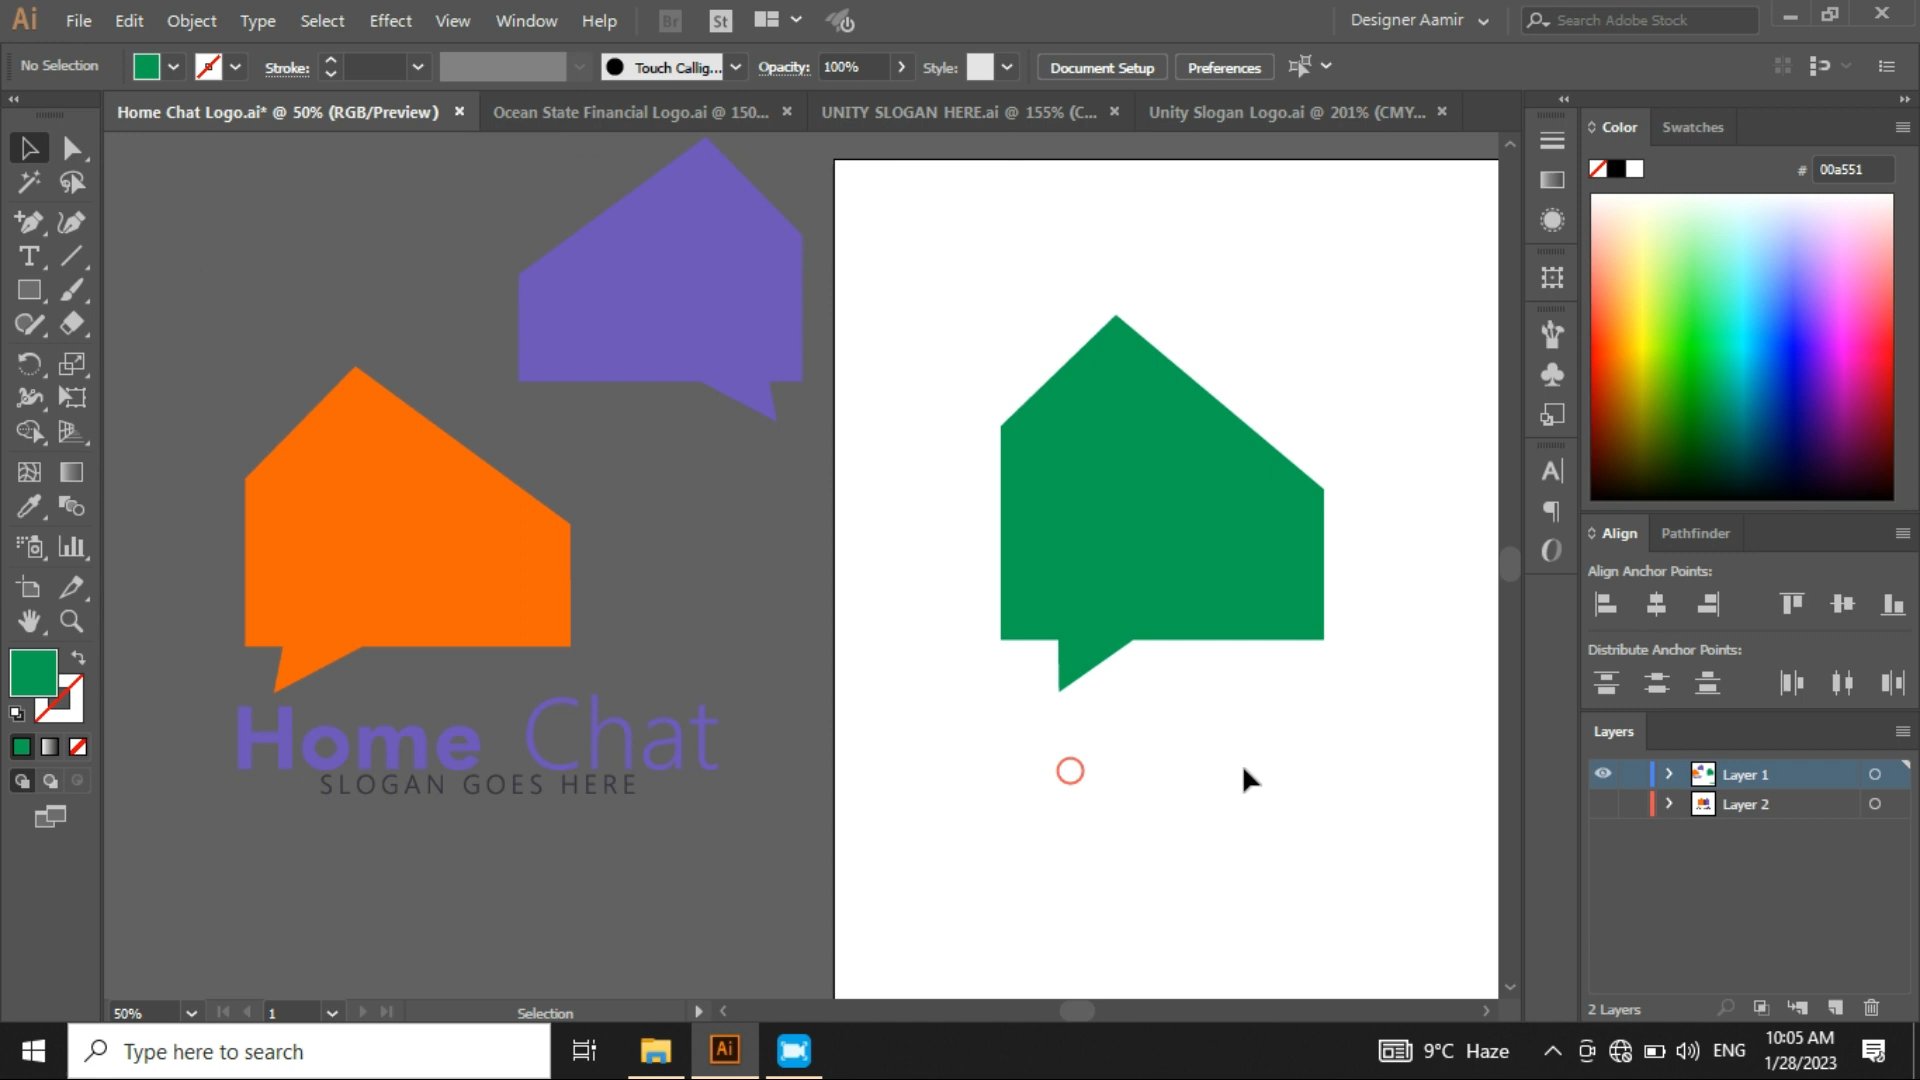 Ai File Edit Object Type Select Effect View Window Help Br St Designer Aamir Search Adobe Stock
No Selection Stroke: Touch Callig... Opacity: 100% Style: Document Setup Preferences
Home Chat Logo.ai* @ 50% (RGB/Preview) Ocean State Financial Logo.ai @ 150... UNITY SLOGAN HERE.ai @ 155% (C... Unity Slogan Logo.ai @ 201% (CMY...
Color Swatches
# 00a551
Align Pathfinder
Align Anchor Points:
Distribute Anchor Points:
Home Chat
SLOGAN GOES HERE
Layers
Layer 1
Layer 2
2 Layers
50% 1 Selection
Type here to search Ai 9°C Haze ENG
10:05 AM
1/28/2023